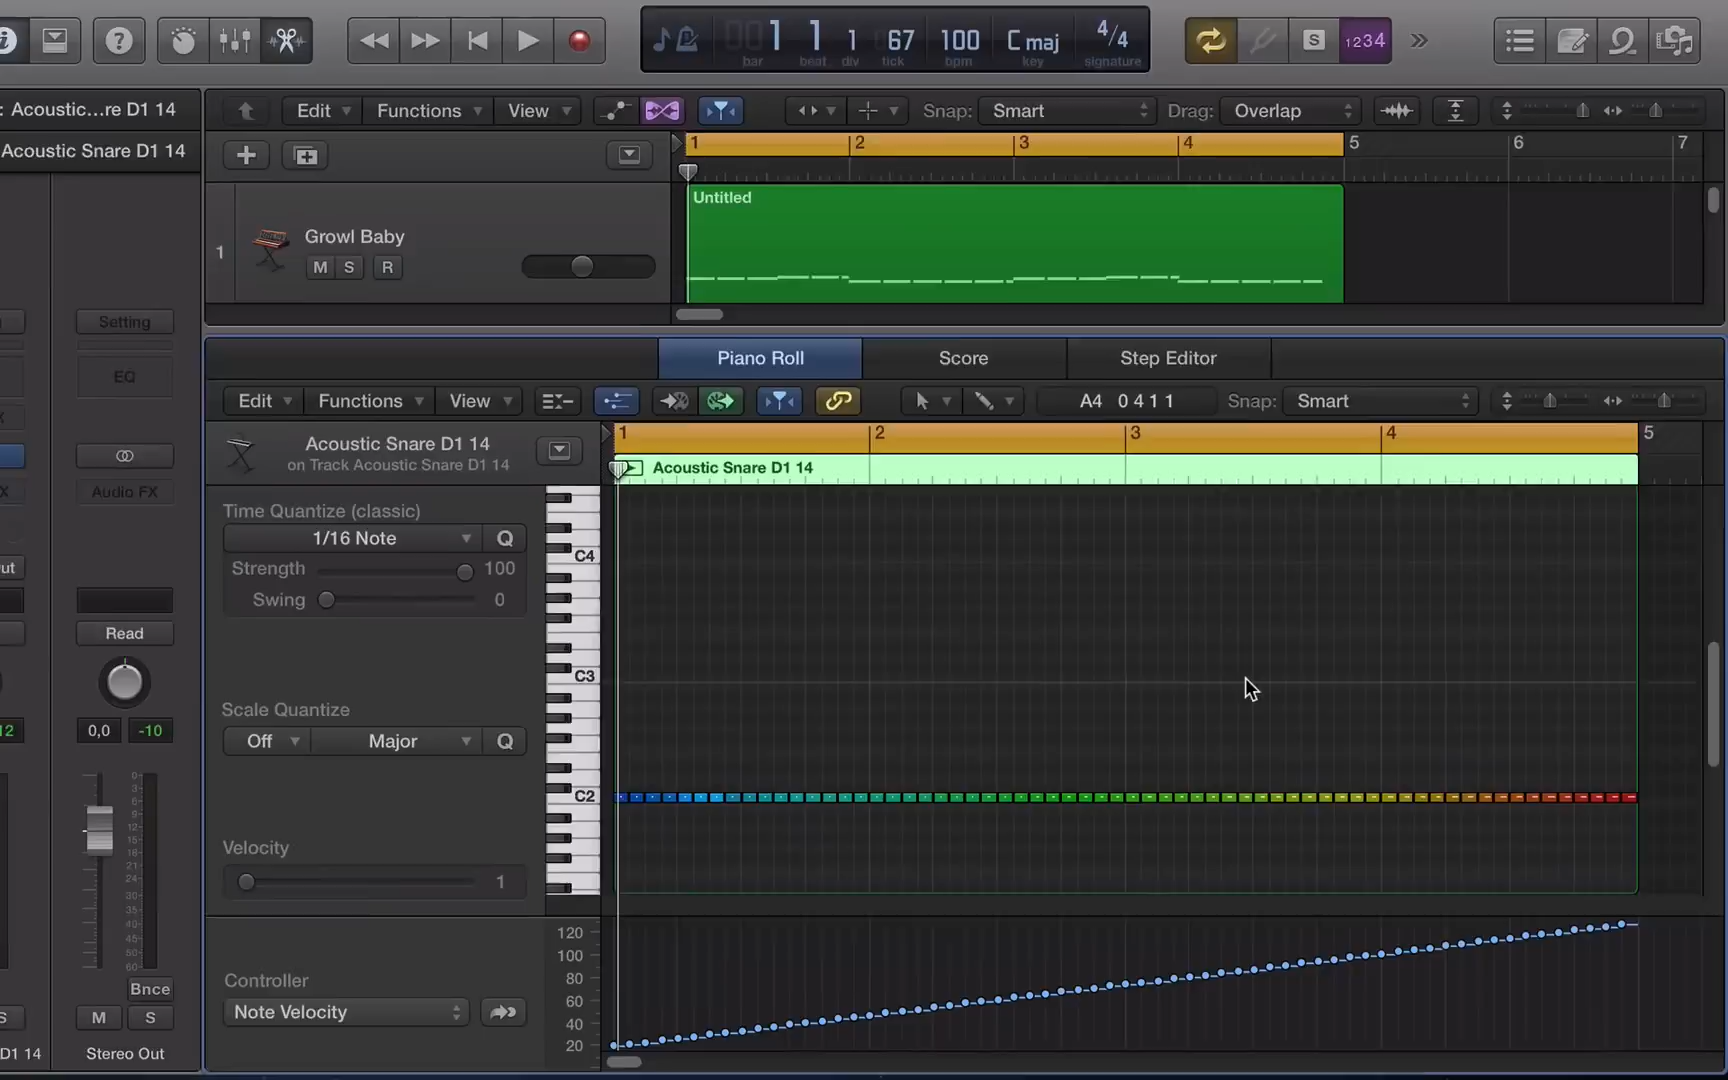 1 1 1 67 100 C maj 4/4
bar beat div tick bpm key signature
S 1234
: Acoustic...re D1 14
Edit Functions View Snap: Smart Drag: Overlap
Acoustic Snare D1 14
1 2 3 4 5 6 7
Untitled
1 Growl Baby
M S R
Setting
Piano Roll Score Step Editor
EQ
Edit Functions View A4 0 4 1 1 Snap: Smart
Acoustic Snare D1 14
on Track Acoustic Snare D1 14
1 2 3 4 5
Acoustic Snare D1 14
Audio FX
Time Quantize (classic)
1/16 Note Q
C4
Strength 100
Swing 0
Read
C3
Scale Quantize
0,0 -10
Off Major Q
C2
Velocity
1
120
100
80
60
40
20
Controller
Bnce
Note Velocity
M S
D1 14 Stereo Out